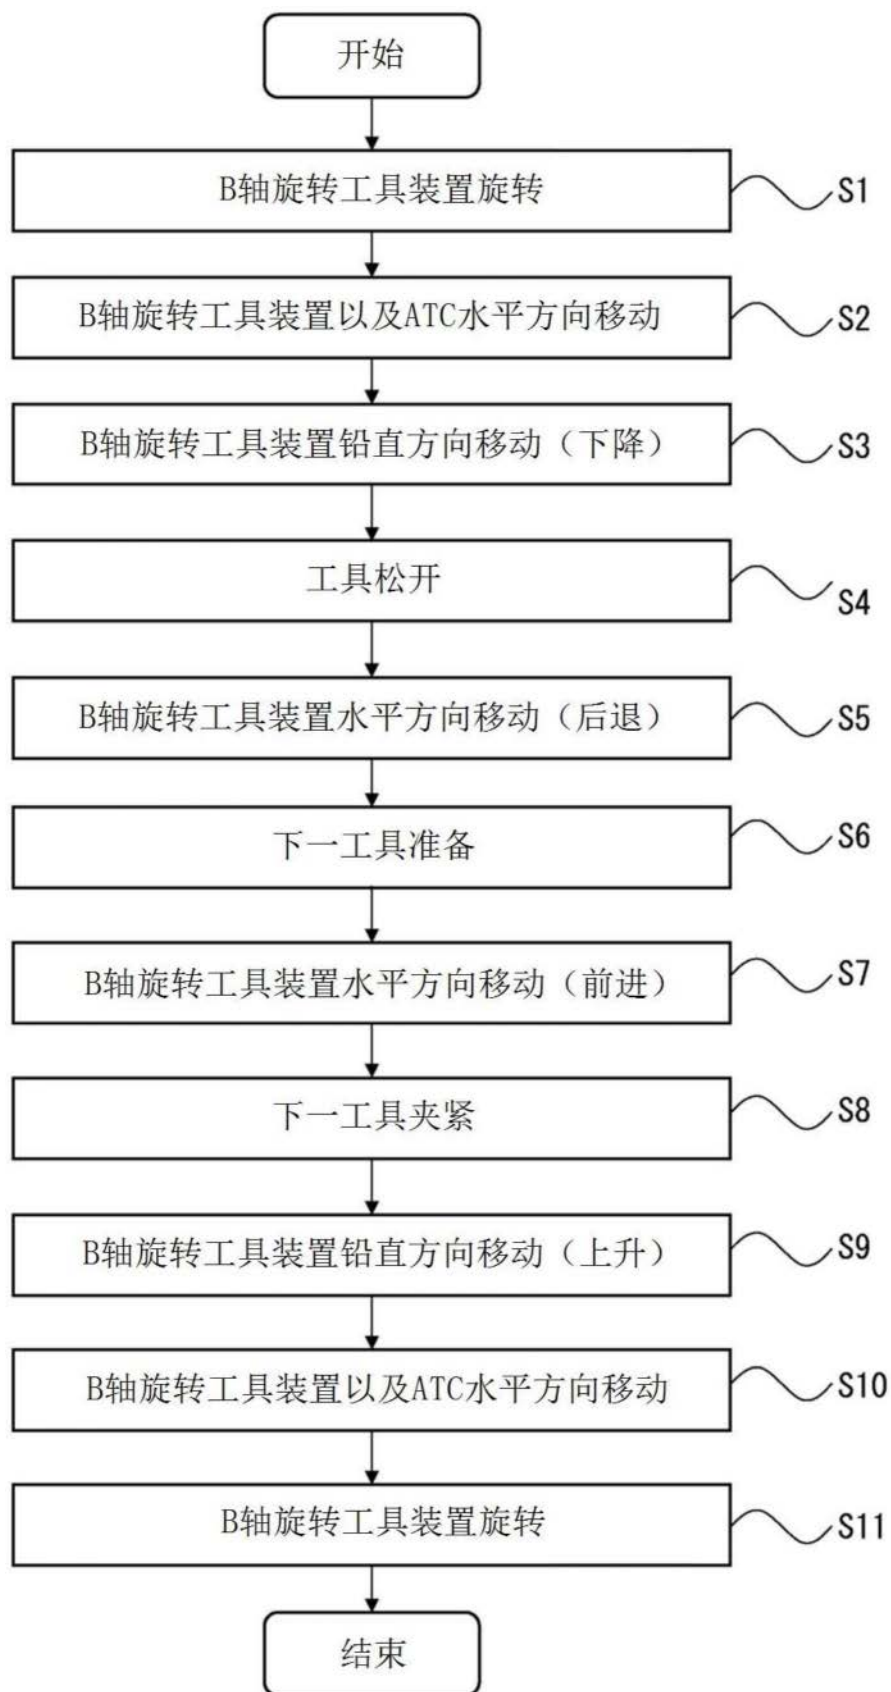 开始
B轴旋转工具装置旋转 S1
B轴旋转工具装置以及ATC水平方向移动 S2
B轴旋转工具装置铅直方向移动（下降） S3
工具松开 S4
B轴旋转工具装置水平方向移动（后退） S5
下一工具准备 S6
B轴旋转工具装置水平方向移动（前进） S7
下一工具夹紧 S8
B轴旋转工具装置铅直方向移动（上升） S9
B轴旋转工具装置以及ATC水平方向移动 S10
B轴旋转工具装置旋转 S11
结束